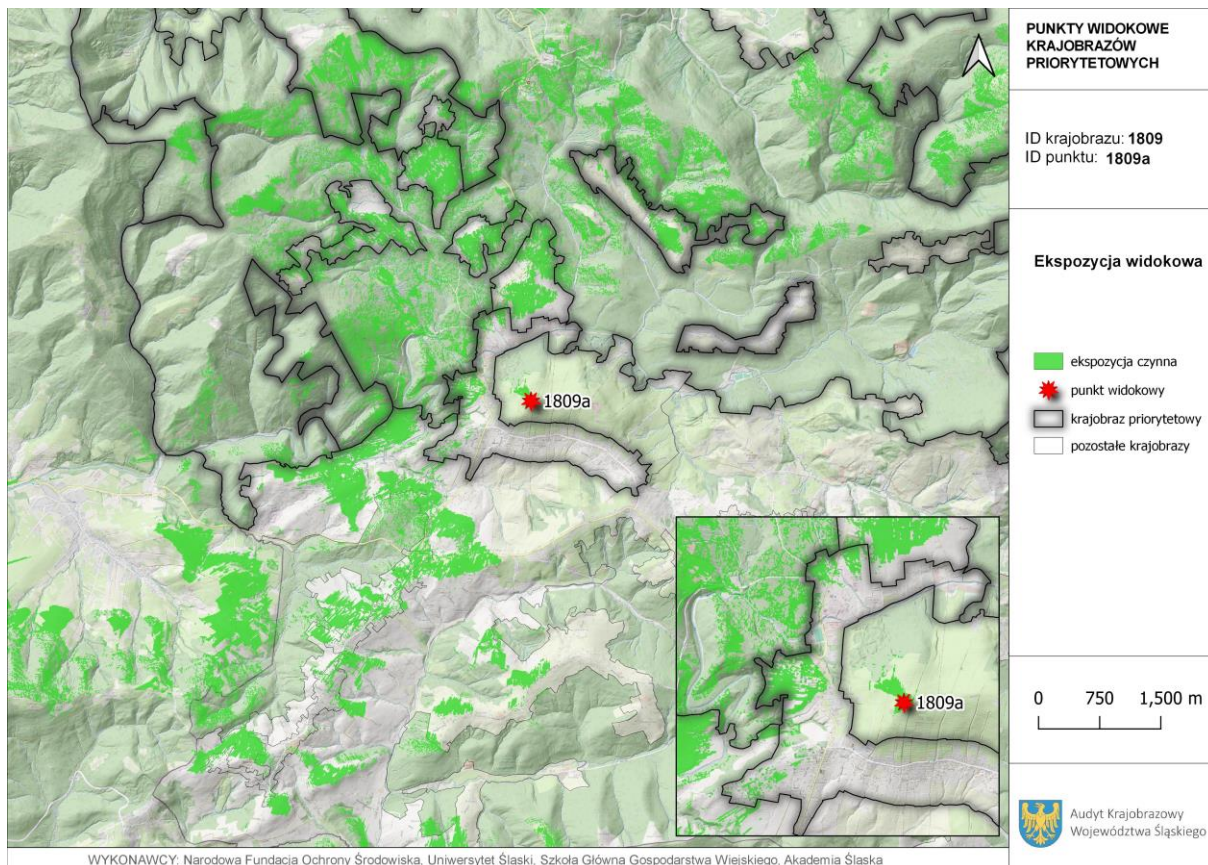 PUNKTY WIDOKOWE
KRAJOBRAZÓW
PRIORYTETOWYCH
ID krajobrazu: 1809
ID punktu: 1809a
Ekspozycja widokowa
ekspozycja czynna
punkt widokowy
krajobraz priorytetowy
pozostałe krajobrazy
1809a
1809a
0 750 1,500 m
Audyt Krajobrazowy
Województwa Śląskiego
WYKONAWCY: Narodowa Fundacja Ochrony Środowiska, Uniwersytet Śląski, Szkoła Główna Gospodarstwa Wiejskiego, Akademia Śląska